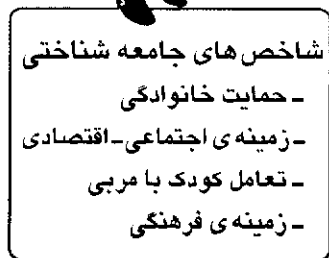 شاخص های جامعه شناختی
- حمایت خانوادگی
- زمینه ی اجتماعی-اقتصادی
- تعامل کودک با مربی
- زمینه ی فرهنگی